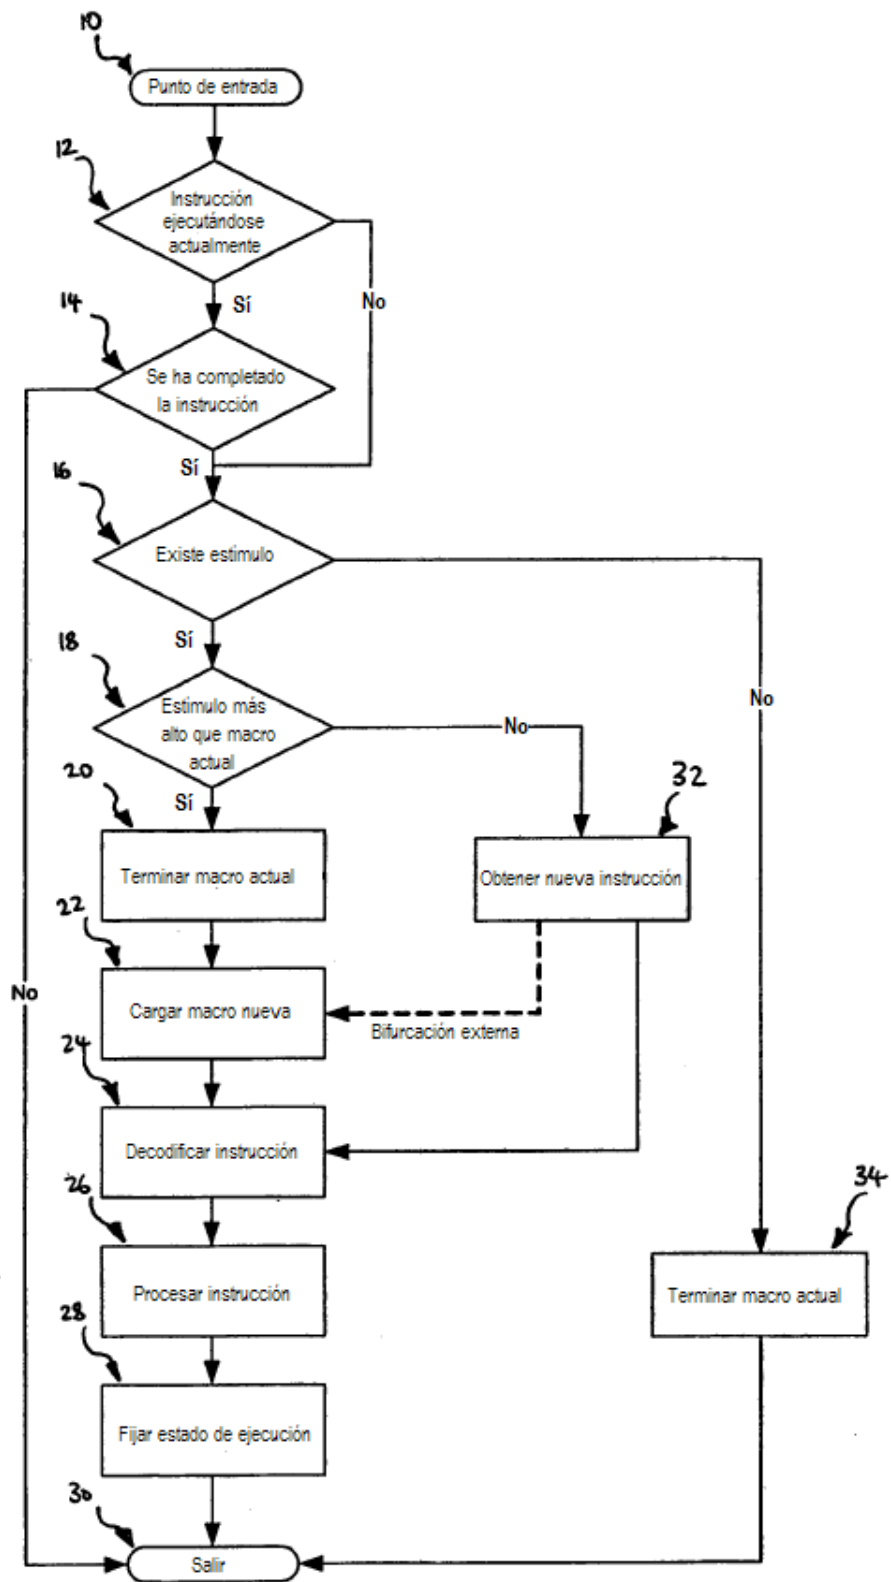 10
Punto de entrada
12
Instrucción
ejecutándose
actualmente
Sí
No
14
Se ha completado
la instrucción
16
Sí
Existe estimulo
18
Sí
Estimulo más
alto que macro
actual
No
No
20
Sí
32
Terminar macro actual
Obtener nueva instrucción
22
No
Cargar macro nueva
Bifurcación externa
24
Decodificar instrucción
26
34
Procesar instrucción
Terminar macro actual
28
Fijar estado de ejecución
30
Salir